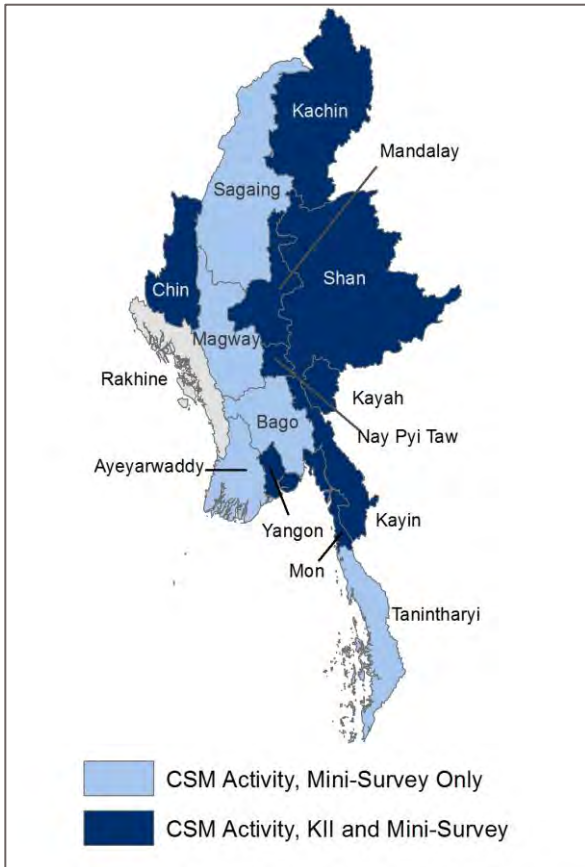 Kachin
Mandalay
Sagaing
Shan
Chin
Magway
Rakhine
Kayah
Nay Pyi Taw
Bago
Ayeyarwaddy
Yangon
Kayin
Mon
Tanintharyi
CSM Activity, Mini-Survey Only
CSM Activity, KII and Mini-Survey